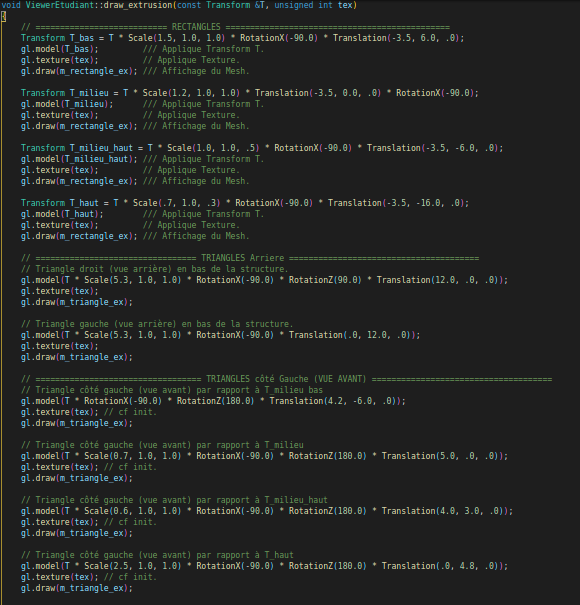 void ViewerEtudiant::draw_extrusion(const Transform &T, unsigned int tex)
{
// =========================== RECTANGLES ==============================================
Transform T_bas = T * Scale(1.5, 1.0, 1.0) * RotationX(-90.0) * Translation(-3.5, 6.0, .0);
gl.model(T_bas); /// Applique Transform T.
gl.texture(tex); // Applique Texture.
gl.draw(m_rectangle_ex); /// Affichage du Mesh.
Transform T_milieu = T * Scale(1.2, 1.0, 1.0) * Translation(-3.5, 0.0, .0) * RotationX(-90.0);
gl.model(T_milieu); /// Applique Transform T.
gl.texture(tex); // Applique Texture.
gl.draw(m_rectangle_ex); /// Affichage du Mesh.
Transform T_milieu_haut = T * Scale(1.0, 1.0, .5) * RotationX(-90.0) * Translation(-3.5, -6.0, .0);
gl.model(T_milieu_haut); /// Applique Transform T.
gl.texture(tex); // Applique Texture.
gl.draw(m_rectangle_ex); /// Affichage du Mesh.
Transform T_haut = T * Scale(.7, 1.0, .3) * RotationX(-90.0) * Translation(-3.5, -16.0, .0);
gl.model(T_haut); /// Applique Transform T.
gl.texture(tex); // Applique Texture.
gl.draw(m_rectangle_ex); /// Affichage du Mesh.
// ================================= TRIANGLES Arriere =======================================
// Triangle droit (vue arrière) en bas de la structure.
gl.model(T * Scale(5.3, 1.0, 1.0) * RotationX(-90.0) * RotationZ(90.0) * Translation(12.0, .0, .0));
gl.texture(tex);
gl.draw(m_triangle_ex);
// Triangle gauche (vue arrière) en bas de la structure.
gl.model(T * Scale(5.3, 1.0, 1.0) * RotationX(-90.0) * Translation(.0, 12.0, .0));
gl.texture(tex);
gl.draw(m_triangle_ex);
// ================================== TRIANGLES côté Gauche (VUE AVANT) =====================================
// Triangle côté gauche (vue avant) par rapport à T_milieu bas
gl.model(T * RotationX(-90.0) * RotationZ(180.0) * Translation(4.2, -6.0, .0));
gl.texture(tex); // cf init.
gl.draw(m_triangle_ex);
// Triangle côté gauche (vue avant) par rapport à T_milieu
gl.model(T * Scale(0.7, 1.0, 1.0) * RotationX(-90.0) * RotationZ(180.0) * Translation(5.0, .0, .0));
gl.texture(tex); // cf init.
gl.draw(m_triangle_ex);
// Triangle côté gauche (vue avant) par rapport à T_milieu_haut
gl.model(T * Scale(0.6, 1.0, 1.0) * RotationX(-90.0) * RotationZ(180.0) * Translation(4.0, 3.0, .0));
gl.texture(tex); // cf init.
gl.draw(m_triangle_ex);
// Triangle côté gauche (vue avant) par rapport à T_haut
gl.model(T * Scale(2.5, 1.0, 1.0) * RotationX(-90.0) * RotationZ(180.0) * Translation(.0, 4.8, .0));
gl.texture(tex); // cf init.
gl.draw(m_triangle_ex);